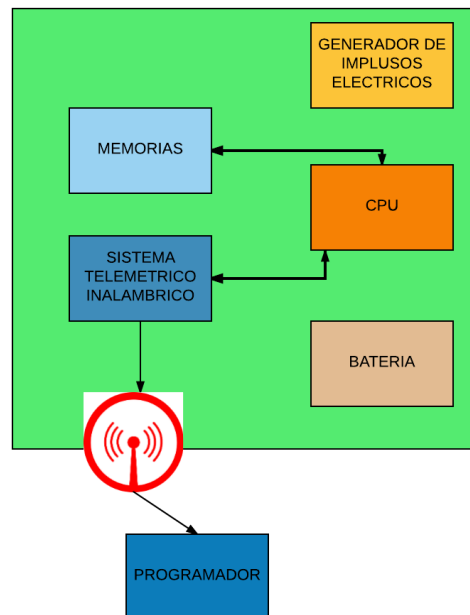 GENERADOR DE
IMPLUSOS
ELECTRICOS
MEMORIAS
CPU
SISTEMA
TELEMETRICO
INALAMBRICO
BATERIA
PROGRAMADOR